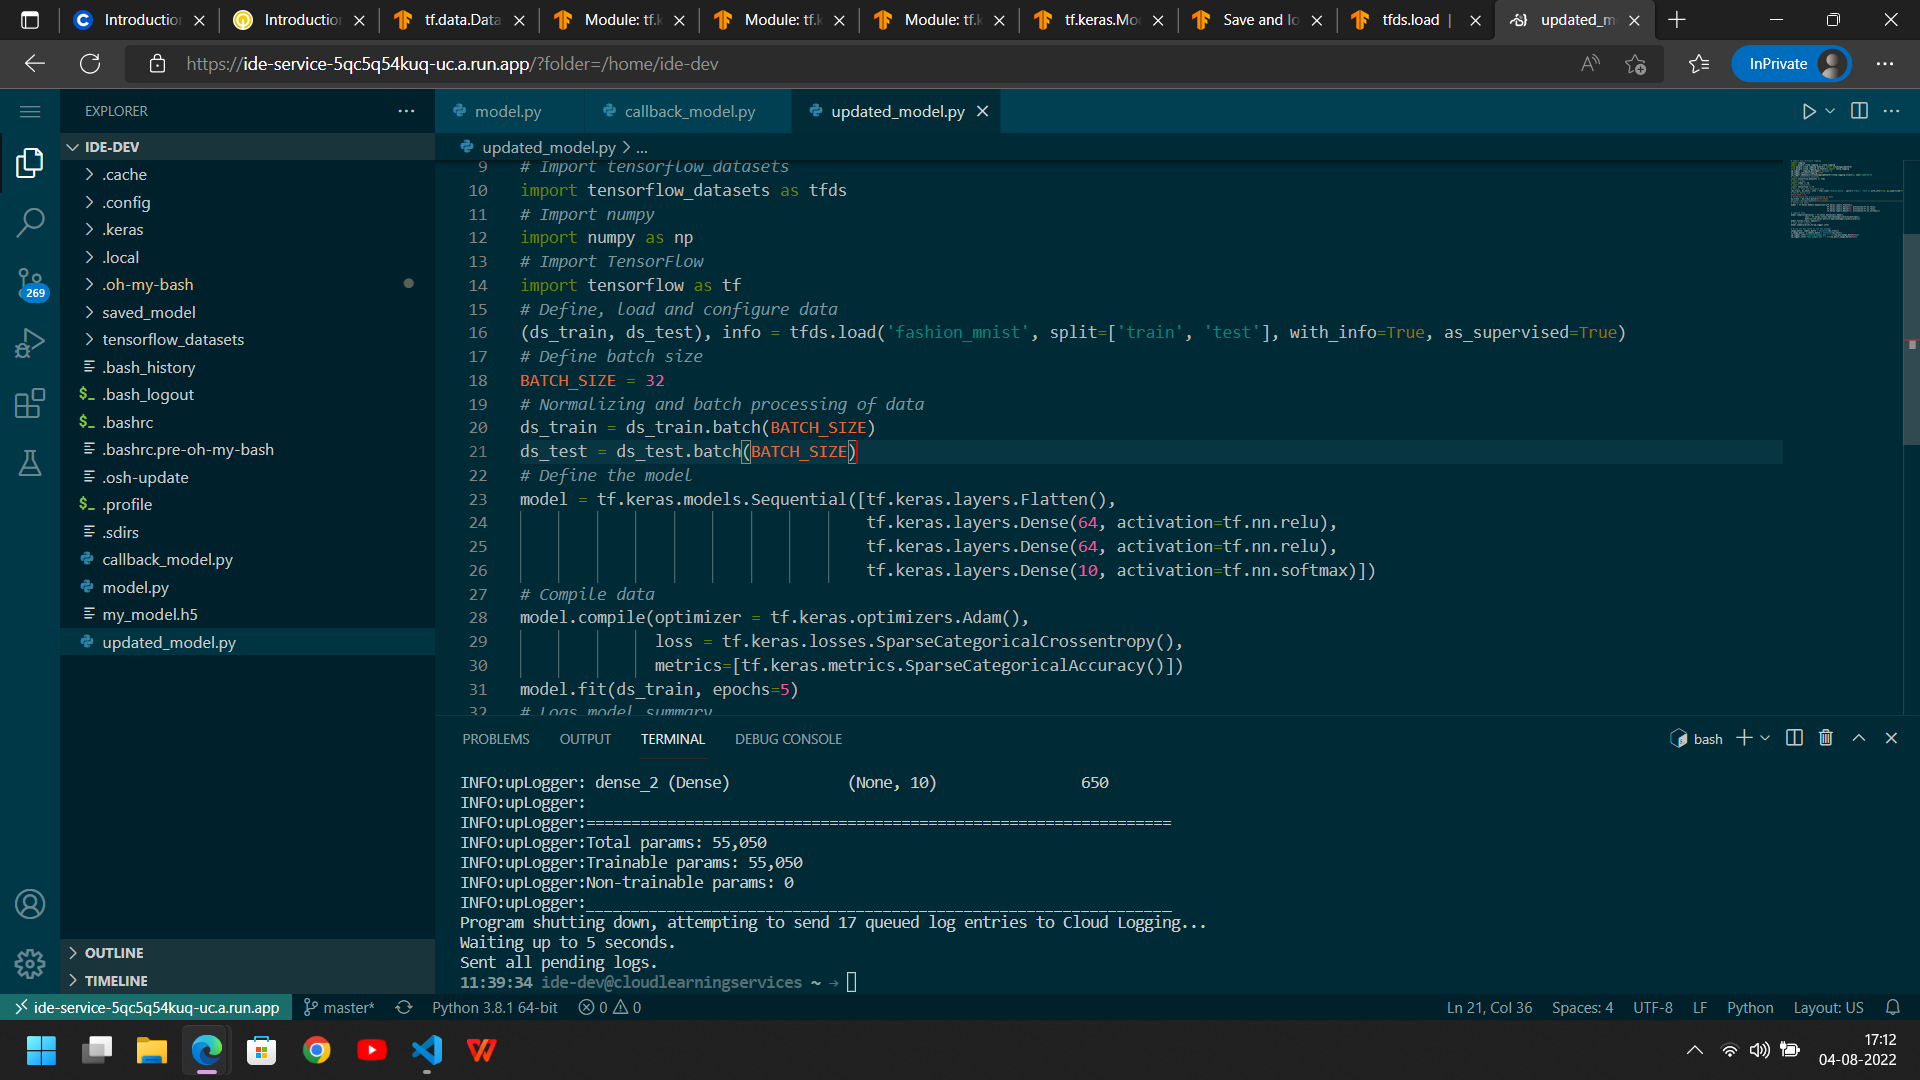 Introduction
Introduction
tf.data.Data
Module: tf.k
Module: tf.k
Module: tf.k
tf.keras.Mo
Save and lo
tfds.load |
updated_m
https://ide-service-5qc5q54kuq-uc.a.run.app/?folder=/home/ide-dev
InPrivate
EXPLORER
IDE-DEV
.cache
.config
.keras
.local
.oh-my-bash
saved_model
tensorflow_datasets
.bash_history
.bash_logout
.bashrc
.bashrc.pre-oh-my-bash
.osh-update
.profile
.sdirs
callback_model.py
model.py
my_model.h5
updated_model.py
OUTLINE
TIMELINE
269
model.py
callback_model.py
updated_model.py
updated_model.py > ...
9 # Import tensorflow_datasets
10 import tensorflow_datasets as tfds
11 # Import numpy
12 import numpy as np
13 # Import TensorFlow
14 import tensorflow as tf
15 # Define, load and configure data
16 (ds_train, ds_test), info = tfds.load('fashion_mnist', split=['train', 'test'], with_info=True, as_supervised=True)
17 # Define batch size
18 BATCH_SIZE = 32
19 # Normalizing and batch processing of data
20 ds_train = ds_train.batch(BATCH_SIZE)
21 ds_test = ds_test.batch(BATCH_SIZE)
22 # Define the model
23 model = tf.keras.models.Sequential([tf.keras.layers.Flatten(),
24 tf.keras.layers.Dense(64, activation=tf.nn.relu),
25 tf.keras.layers.Dense(64, activation=tf.nn.relu),
26 tf.keras.layers.Dense(10, activation=tf.nn.softmax)])
27 # Compile data
28 model.compile(optimizer = tf.keras.optimizers.Adam(),
29 loss = tf.keras.losses.SparseCategoricalCrossentropy(),
30 metrics=[tf.keras.metrics.SparseCategoricalAccuracy()])
31 model.fit(ds_train, epochs=5)
32 # Logs model summary
PROBLEMS OUTPUT TERMINAL DEBUG CONSOLE
bash
INFO:upLogger: dense_2 (Dense) (None, 10) 650
INFO:upLogger:
INFO:upLogger:=================================================================
Total params: 55,050
INFO:upLogger:Trainable params: 55,050
INFO:upLogger:Non-trainable params: 0
INFO:upLogger:_________________________________________________________________
Program shutting down, attempting to send 17 queued log entries to Cloud Logging...
Waiting up to 5 seconds.
Sent all pending logs.
11:39:34 ide-dev@cloudlearningservices ~ →
ide-service-5qc5q54kuq-uc.a.run.app master* Python 3.8.1 64-bit 0 0 Ln 21, Col 36 Spaces: 4 UTF-8 LF Python Layout: US
17:12
04-08-2022